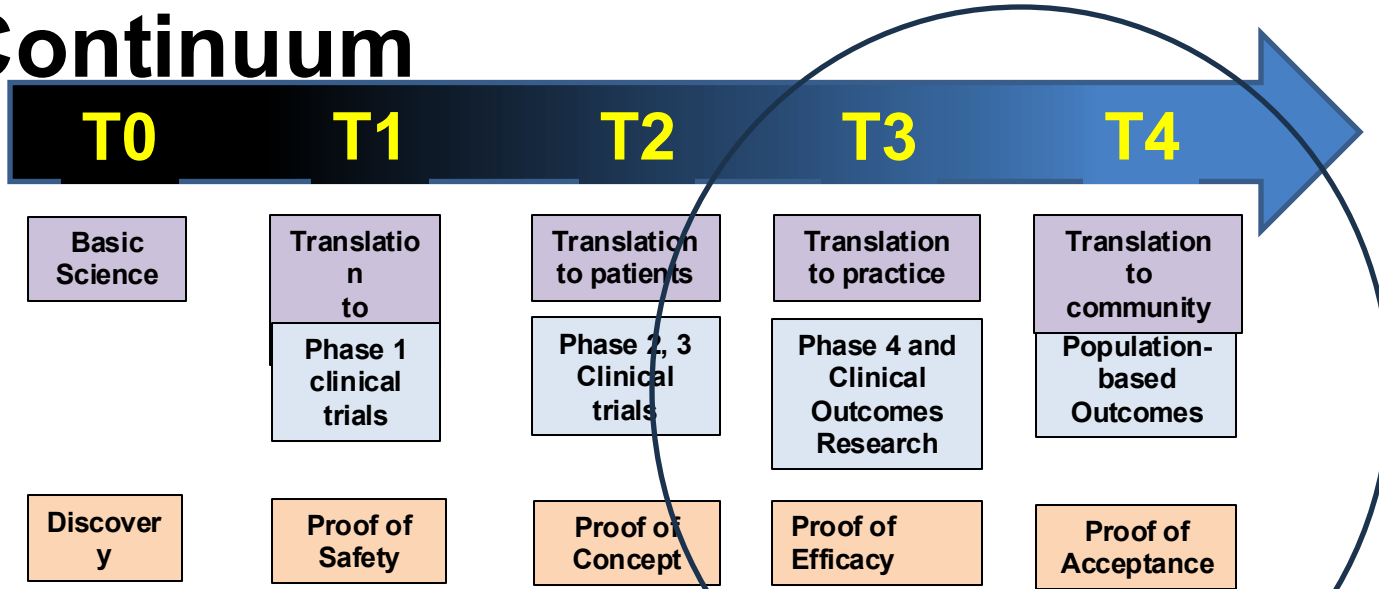 Continuum
T0 T1 T2 T3 T4
Basic
Science
Translatio
n
to
Translation
to patients
Translation
to practice
Translation
to
community
Phase 1
clinical
trials
Phase 2, 3
Clinical
trials
Phase 4 and
Clinical
Outcomes
Research
Population-
based
Outcomes
Discover
y
Proof of
Safety
Proof of
Concept
Proof of
Efficacy
Proof of
Acceptance